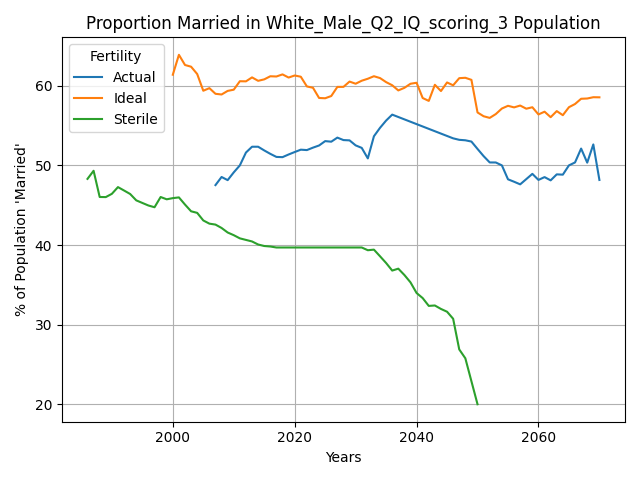 Proportion Married in White_Male_Q2_IQ_scoring_3 Population
Fertility
Actual
Ideal
Sterile
% of Population 'Married'
60
50
40
30
20
2000
2020
2040
2060
Years